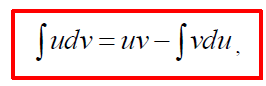 ∫udv = uv − ∫vdu,